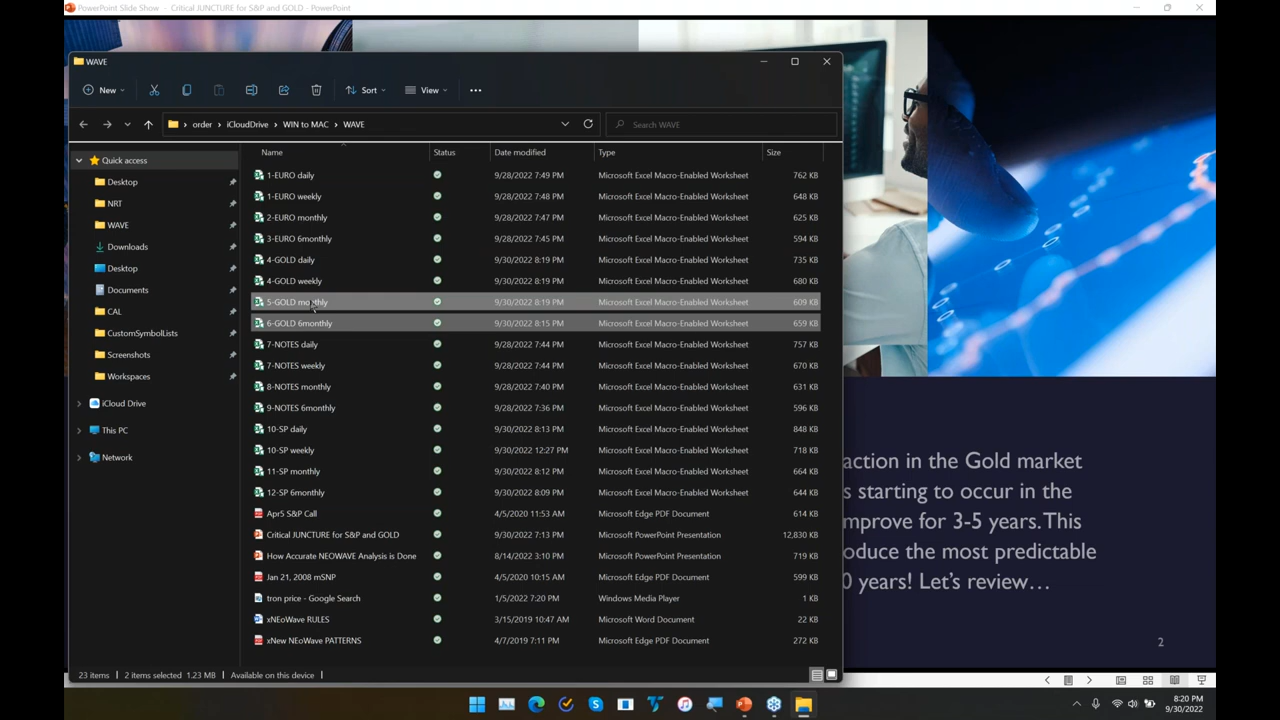 PowerPoint Slide Show - Critical JUNCTURE for S&P and GOLD - PowerPoint
WAVE
New
Sort
View
order > iCloudDrive > WIN to MAC > WAVE
Search WAVE
Name Status Date modified Type Size
Quick access
Desktop
NRT
WAVE
Downloads
Desktop
Documents
CAL
CustomSymbolLists
Screenshots
Workspaces
iCloud Drive
This PC
Network
1-EURO daily 9/28/2022 7:49 PM Microsoft Excel Macro-Enabled Worksheet 762 KB
1-EURO weekly 9/28/2022 7:48 PM Microsoft Excel Macro-Enabled Worksheet 648 KB
2-EURO monthly 9/28/2022 7:47 PM Microsoft Excel Macro-Enabled Worksheet 625 KB
3-EURO 6monthly 9/28/2022 7:45 PM Microsoft Excel Macro-Enabled Worksheet 594 KB
4-GOLD daily 9/30/2022 8:19 PM Microsoft Excel Macro-Enabled Worksheet 735 KB
4-GOLD weekly 9/30/2022 8:19 PM Microsoft Excel Macro-Enabled Worksheet 680 KB
5-GOLD monthly 9/30/2022 8:19 PM Microsoft Excel Macro-Enabled Worksheet 609 KB
6-GOLD 6monthly 9/30/2022 8:15 PM Microsoft Excel Macro-Enabled Worksheet 659 KB
7-NOTES daily 9/28/2022 7:44 PM Microsoft Excel Macro-Enabled Worksheet 757 KB
7-NOTES weekly 9/28/2022 7:44 PM Microsoft Excel Macro-Enabled Worksheet 670 KB
8-NOTES monthly 9/28/2022 7:40 PM Microsoft Excel Macro-Enabled Worksheet 631 KB
9-NOTES 6monthly 9/28/2022 7:36 PM Microsoft Excel Macro-Enabled Worksheet 596 KB
10-SP daily 9/30/2022 8:13 PM Microsoft Excel Macro-Enabled Worksheet 848 KB
10-SP weekly 9/30/2022 12:27 PM Microsoft Excel Macro-Enabled Worksheet 718 KB
11-SP monthly 9/30/2022 8:12 PM Microsoft Excel Macro-Enabled Worksheet 664 KB
12-SP 6monthly 9/30/2022 8:09 PM Microsoft Excel Macro-Enabled Worksheet 644 KB
Apr5 S&P Call 4/5/2020 11:53 AM Microsoft Edge PDF Document 614 KB
Critical JUNCTURE for S&P and GOLD 9/30/2022 7:13 PM Microsoft PowerPoint Presentation 12,830 KB
How Accurate NEOWAVE Analysis is Done 8/14/2022 3:10 PM Microsoft PowerPoint Presentation 719 KB
Jan 21, 2008 mSNP 4/5/2020 10:15 AM Microsoft Edge PDF Document 599 KB
tron price - Google Search 1/5/2022 7:20 PM Windows Media Player 1 KB
xNEoWave RULES 3/15/2019 10:47 AM Microsoft Word Document 22 KB
xNew NEoWave PATTERNS 4/7/2019 7:11 PM Microsoft Edge PDF Document 272 KB
23 items 2 items selected 1.23 MB Available on this device
action in the Gold market
s starting to occur in the
mprove for 3-5 years. This
oduce the most predictable
0 years! Let's review…
2
8:20 PM
9/30/2022